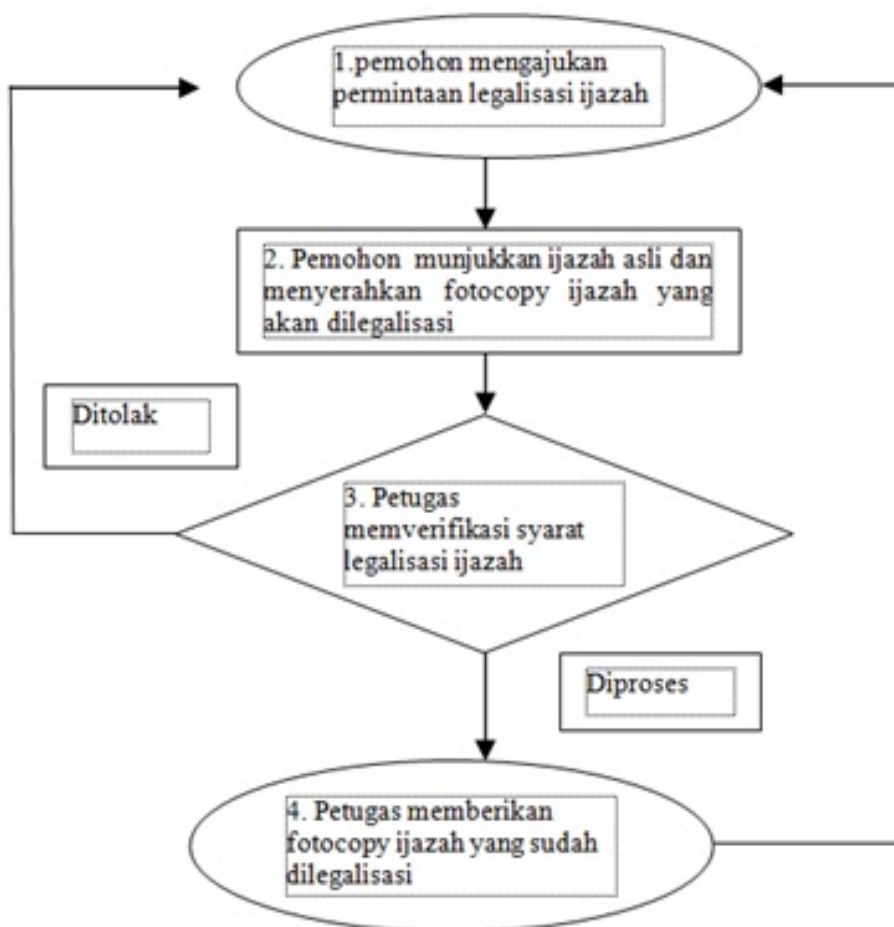 1.pemohon mengajukan
permintaan legalisasi ijazah
2. Pemohon munjukkan ijazah asli dan
menyerahkan fotocopy ijazah yang
akan dilegalisasi
Ditolak
3. Petugas
memverifikasi syarat
legalisasi ijazah
Diproses
4. Petugas memberikan
fotocopy ijazah yang sudah
dilegalisasi